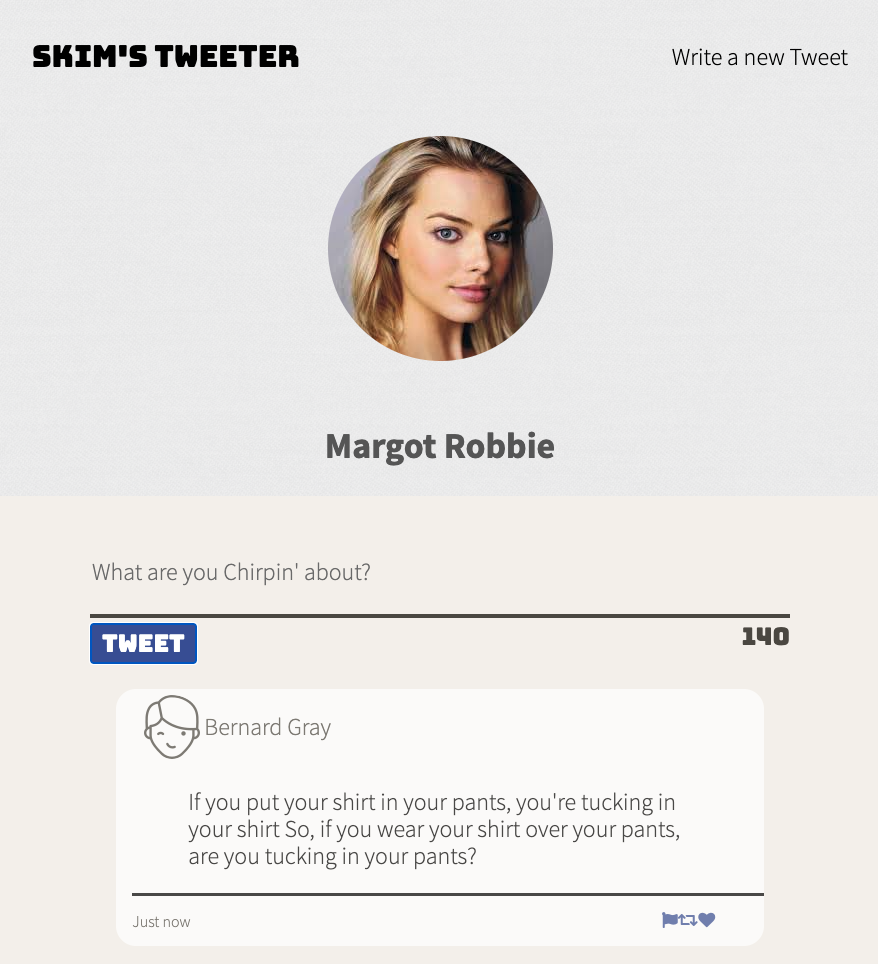 SKIM'S TWEETER
Write a new Tweet
Margot Robbie
What are you Chirpin' about?
TWEET
140
Bernard Gray
If you put your shirt in your pants, you're tucking in
your shirt So, if you wear your shirt over your pants,
are you tucking in your pants?
Just now